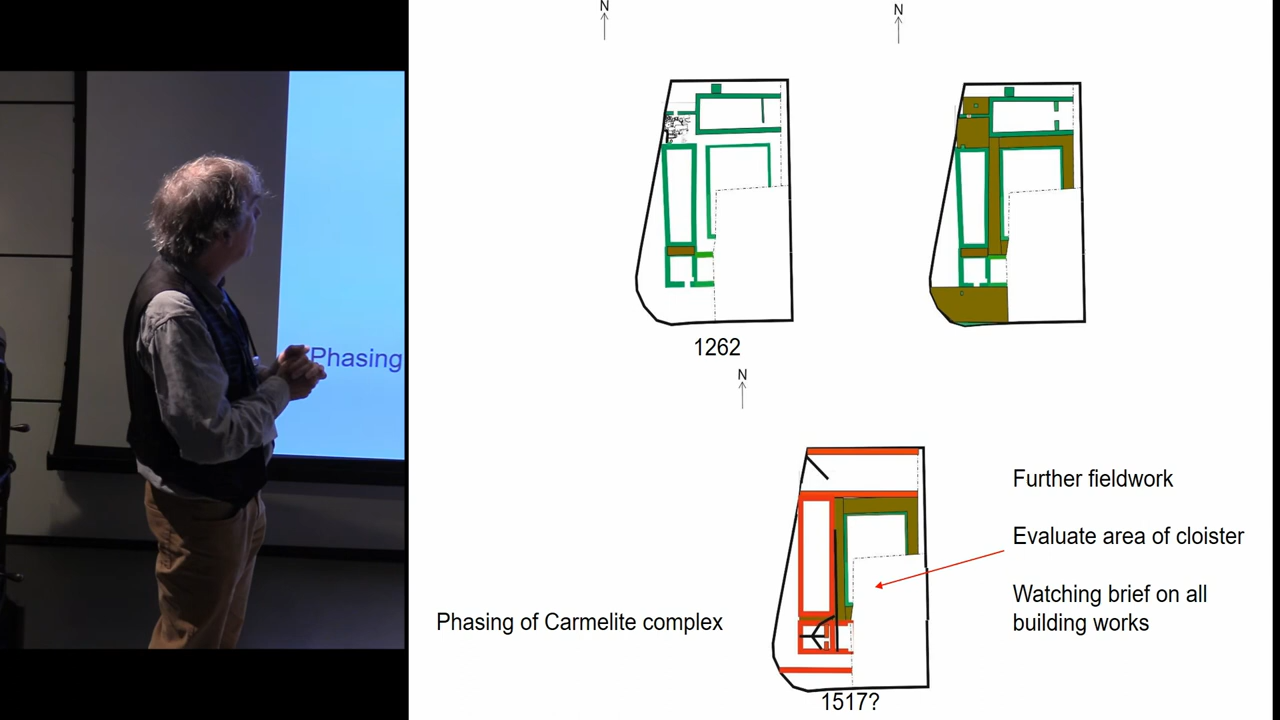 N
N
1262
N
Phasing
Further fieldwork
Evaluate area of cloister
Watching brief on all
building works
Phasing of Carmelite complex
1517?